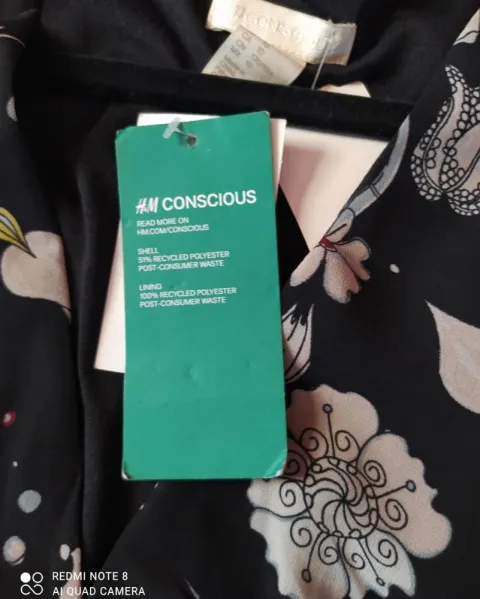 H&M CONSCIOUS
READ MORE ON
HM.COM/CONSCIOUS
SHELL
51% RECYCLED POLYESTER
POST-CONSUMER WASTE
LINING
100% RECYCLED POLYESTER
POST-CONSUMER WASTE
REDMI NOTE 8
AI QUAD CAMERA